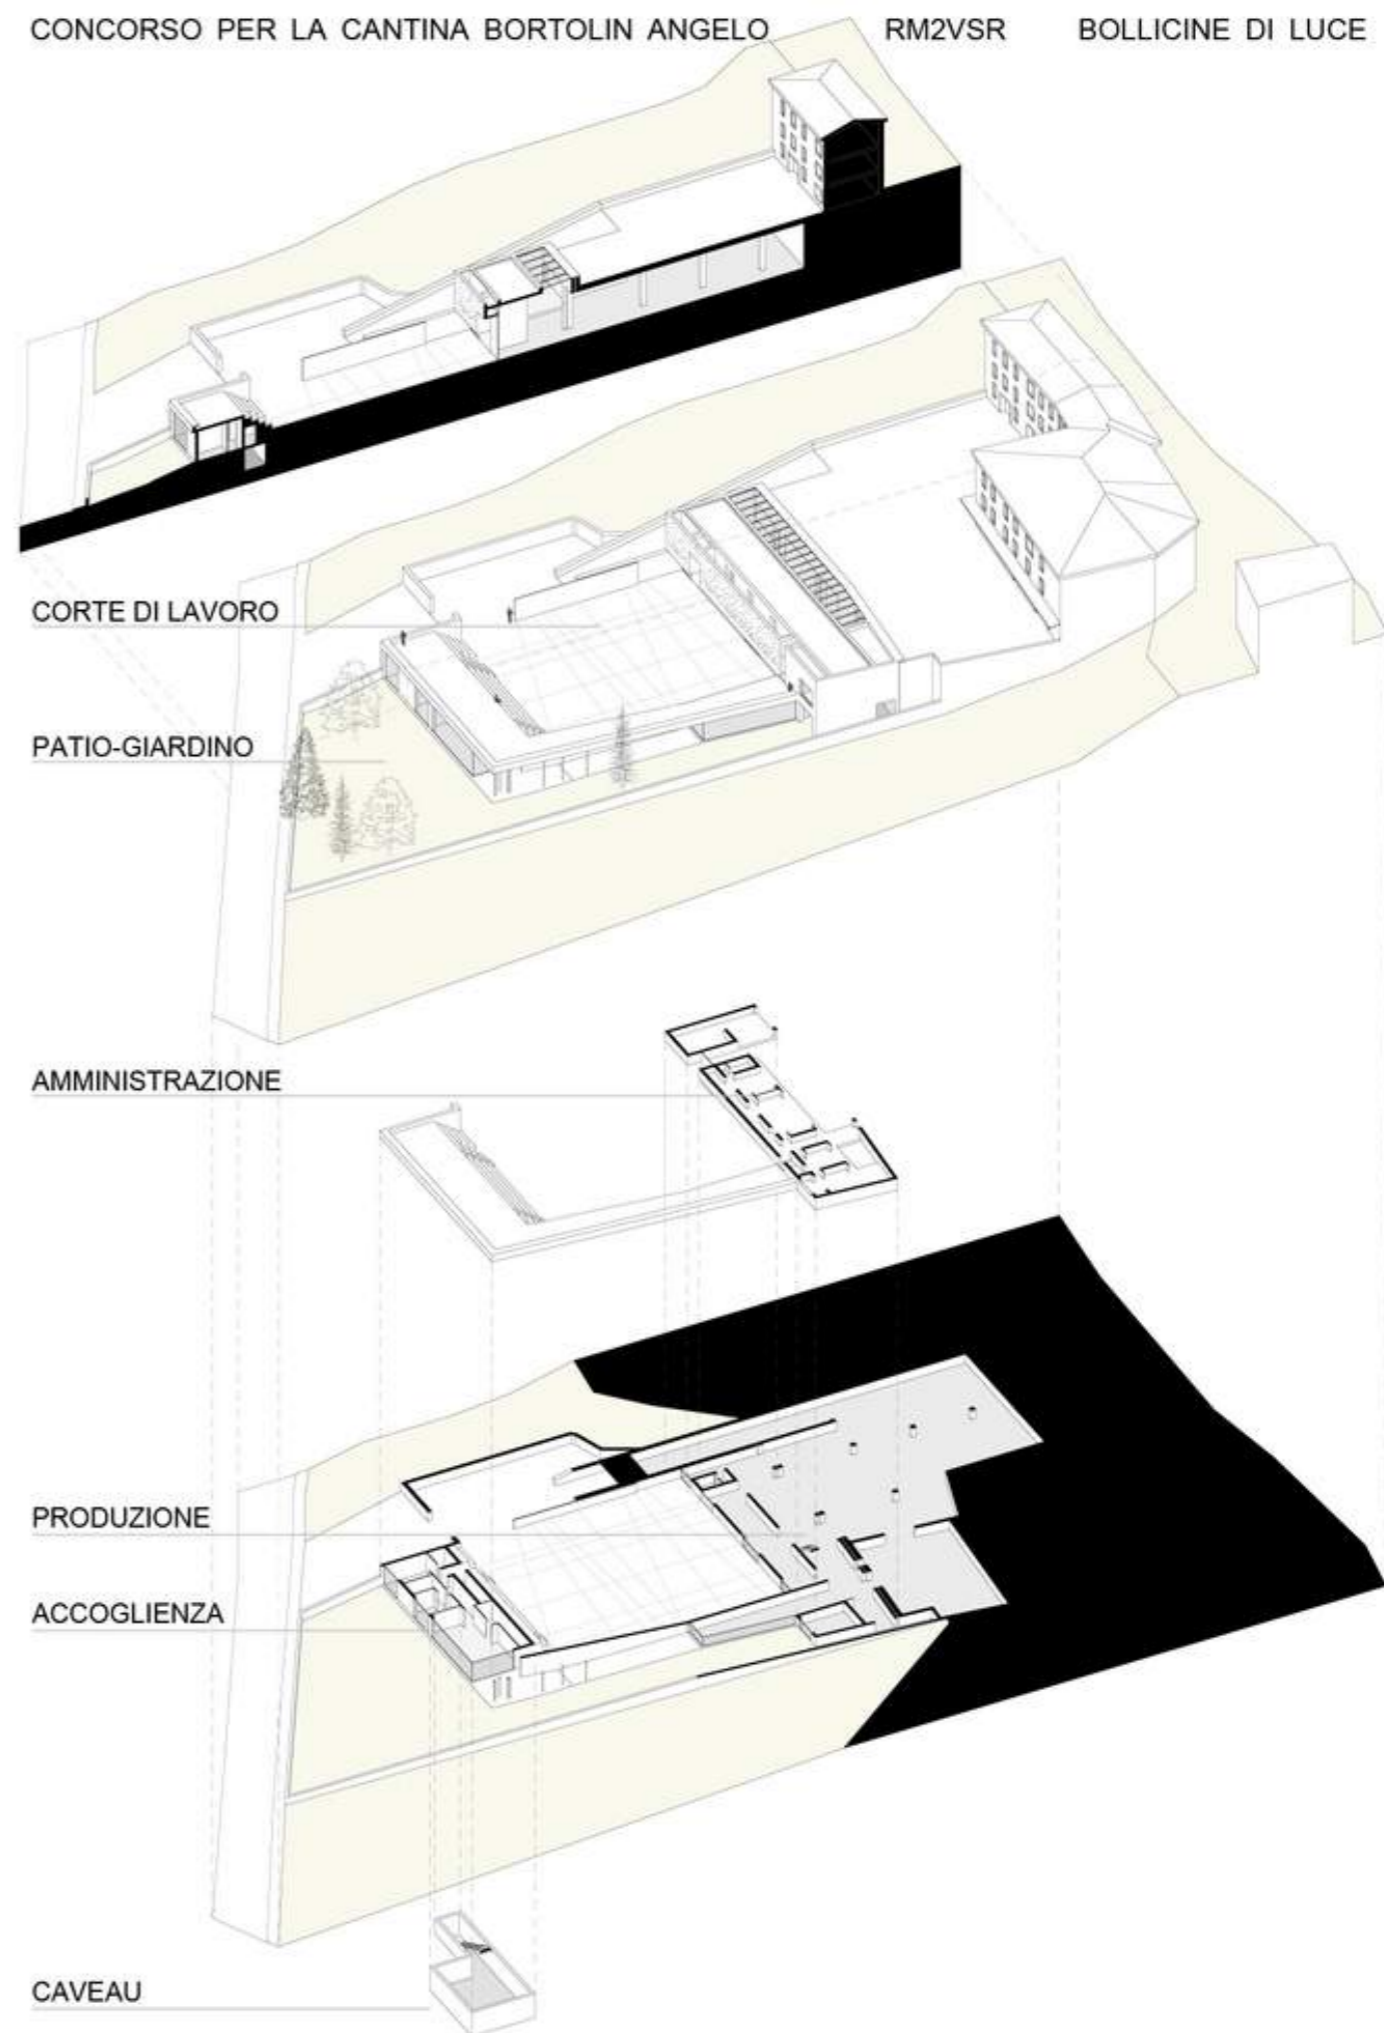 CONCORSO PER LA CANTINA BORTOLIN ANGELO RM2VSR BOLLICINE DI LUCE
CORTE DI LAVORO
PATIO-GIARDINO
AMMINISTRAZIONE
PRODUZIONE
ACCOGLIENZA
CAVEAU